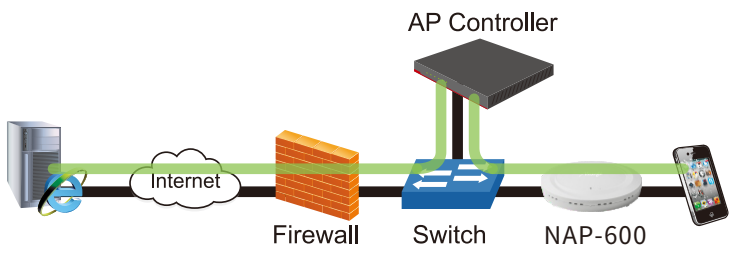 AP Controller
Internet
Firewall
Switch
NAP-600